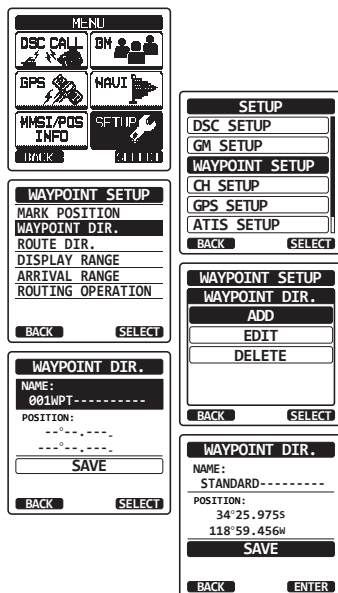 MENU
DSC CALL GM
GPS NAVI
MMSI/POS INFO SETUP
BACK SELECT
SETUP
DSC SETUP
GM SETUP
WAYPOINT SETUP
CH SETUP
GPS SETUP
ATIS SETUP
BACK SELECT
WAYPOINT SETUP
MARK POSITION
WAYPOINT DIR.
ROUTE DIR.
DISPLAY RANGE
ARRIVAL RANGE
ROUTING OPERATION
BACK SELECT
WAYPOINT SETUP
WAYPOINT DIR.
ADD
EDIT
DELETE
BACK SELECT
WAYPOINT DIR.
NAME:
001WPT----------
POSITION:
--°--.---_
---°--.---_
SAVE
BACK SELECT
WAYPOINT DIR.
NAME:
STANDARD---------
POSITION:
34°25.975S
118°59.456W
SAVE
BACK ENTER